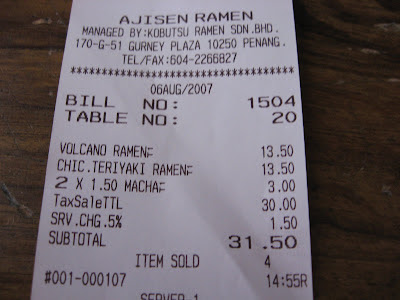 AJISEN RAMEN
MANAGED BY:KOBUTSU RAMEN SDN.BHD.
170-G-51 GURNEY PLAZA 10250 PENANG.
TEL/FAX:604-2266827
************************************
06AUG/2007
BILL NO: 1504
TABLE NO: 20
VOLCANO RAMEN 13.50
CHIC.TERIYAKI RAMEN 13.50
2 X 1.50 MACHA 3.00
TaxSaleTTL 30.00
SRV.CHG.5% 1.50
SUBTOTAL 31.50
ITEM SOLD 4
#001-000107 14:55R
SERVER 1